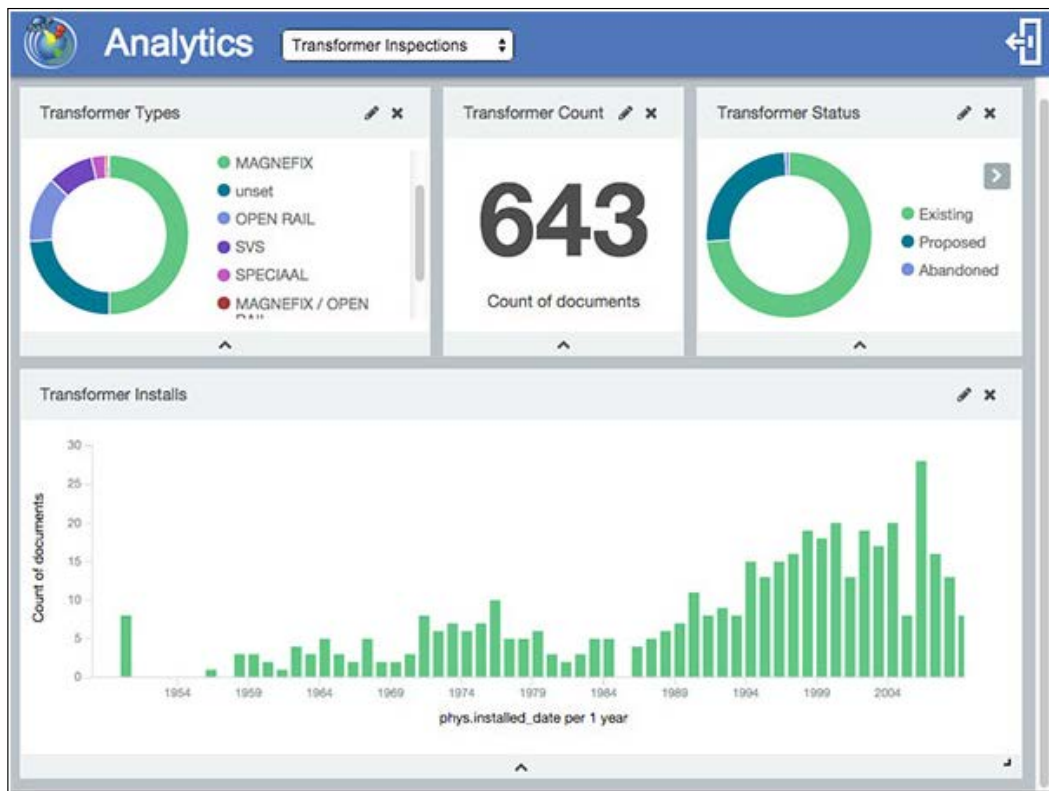 Analytics
Transformer Inspections
Transformer Types
MAGNEFIX
unset
OPEN RAIL
SVS
SPECIAAL
MAGNEFIX / OPEN
Transformer Count
643
Count of documents
Transformer Status
Existing
Proposed
Abandoned
Transformer Installs
Count of documents
30
25
20
15
10
5
0
1954
1959
1964
1969
1974
1979
1984
1989
1994
1999
2004
phys.installed_date per 1 year